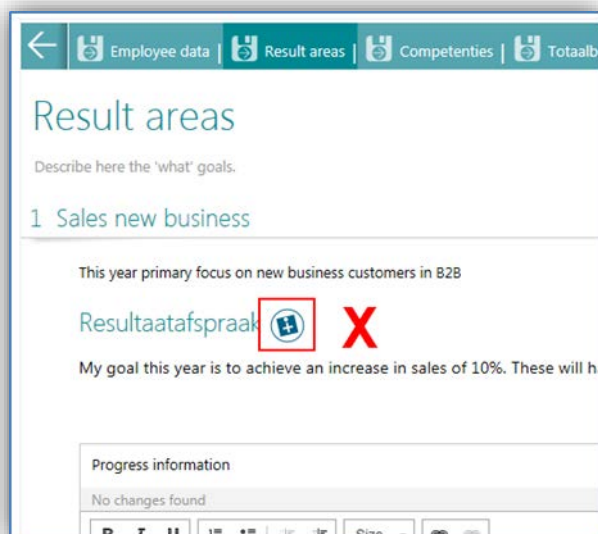 Employee data | Result areas | Competenties | Totaalb
Result areas
Describe here the 'what' goals.
1 Sales new business
This year primary focus on new business customers in B2B
Resultaatafspraak X
My goal this year is to achieve an increase in sales of 10%. These will h
Progress information
No changes found
B I U Size